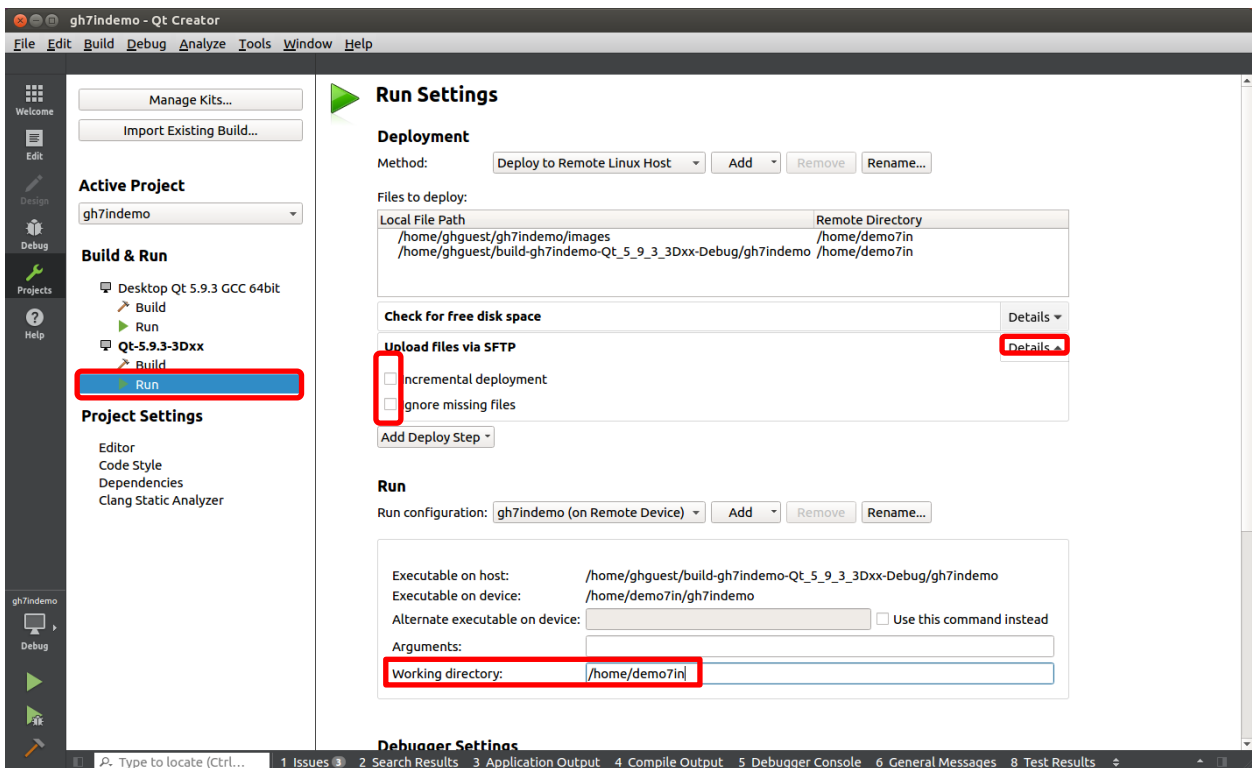 gh7indemo - Qt Creator
File Edit Build Debug Analyze Tools Window Help
Welcome
Edit
Design
Debug
Projects
Help
gh7indemo
Debug
Manage Kits...
Import Existing Build...
Active Project
gh7indemo
Build & Run
Desktop Qt 5.9.3 GCC 64bit
Build
Run
Qt-5.9.3-3Dxx
Build
Run
Project Settings
Editor
Code Style
Dependencies
Clang Static Analyzer
Run Settings
Deployment
Method: Deploy to Remote Linux Host Add Remove Rename...
Files to deploy:
Local File Path Remote Directory
/home/ghguest/gh7indemo/images /home/demo7in
/home/ghguest/build-gh7indemo-Qt_5_9_3_3Dxx-Debug/gh7indemo /home/demo7in
Check for free disk space Details
Upload files via SFTP Details
Incremental deployment
Ignore missing files
Add Deploy Step
Run
Run configuration: gh7indemo (on Remote Device) Add Remove Rename...
Executable on host: /home/ghguest/build-gh7indemo-Qt_5_9_3_3Dxx-Debug/gh7indemo
Executable on device: /home/demo7in/gh7indemo
Alternate executable on device: Use this command instead
Arguments:
Working directory: /home/demo7in
Debugger Settings
Type to locate (Ctrl... 1 Issues 3 2 Search Results 3 Application Output 4 Compile Output 5 Debugger Console 6 General Messages 8 Test Results